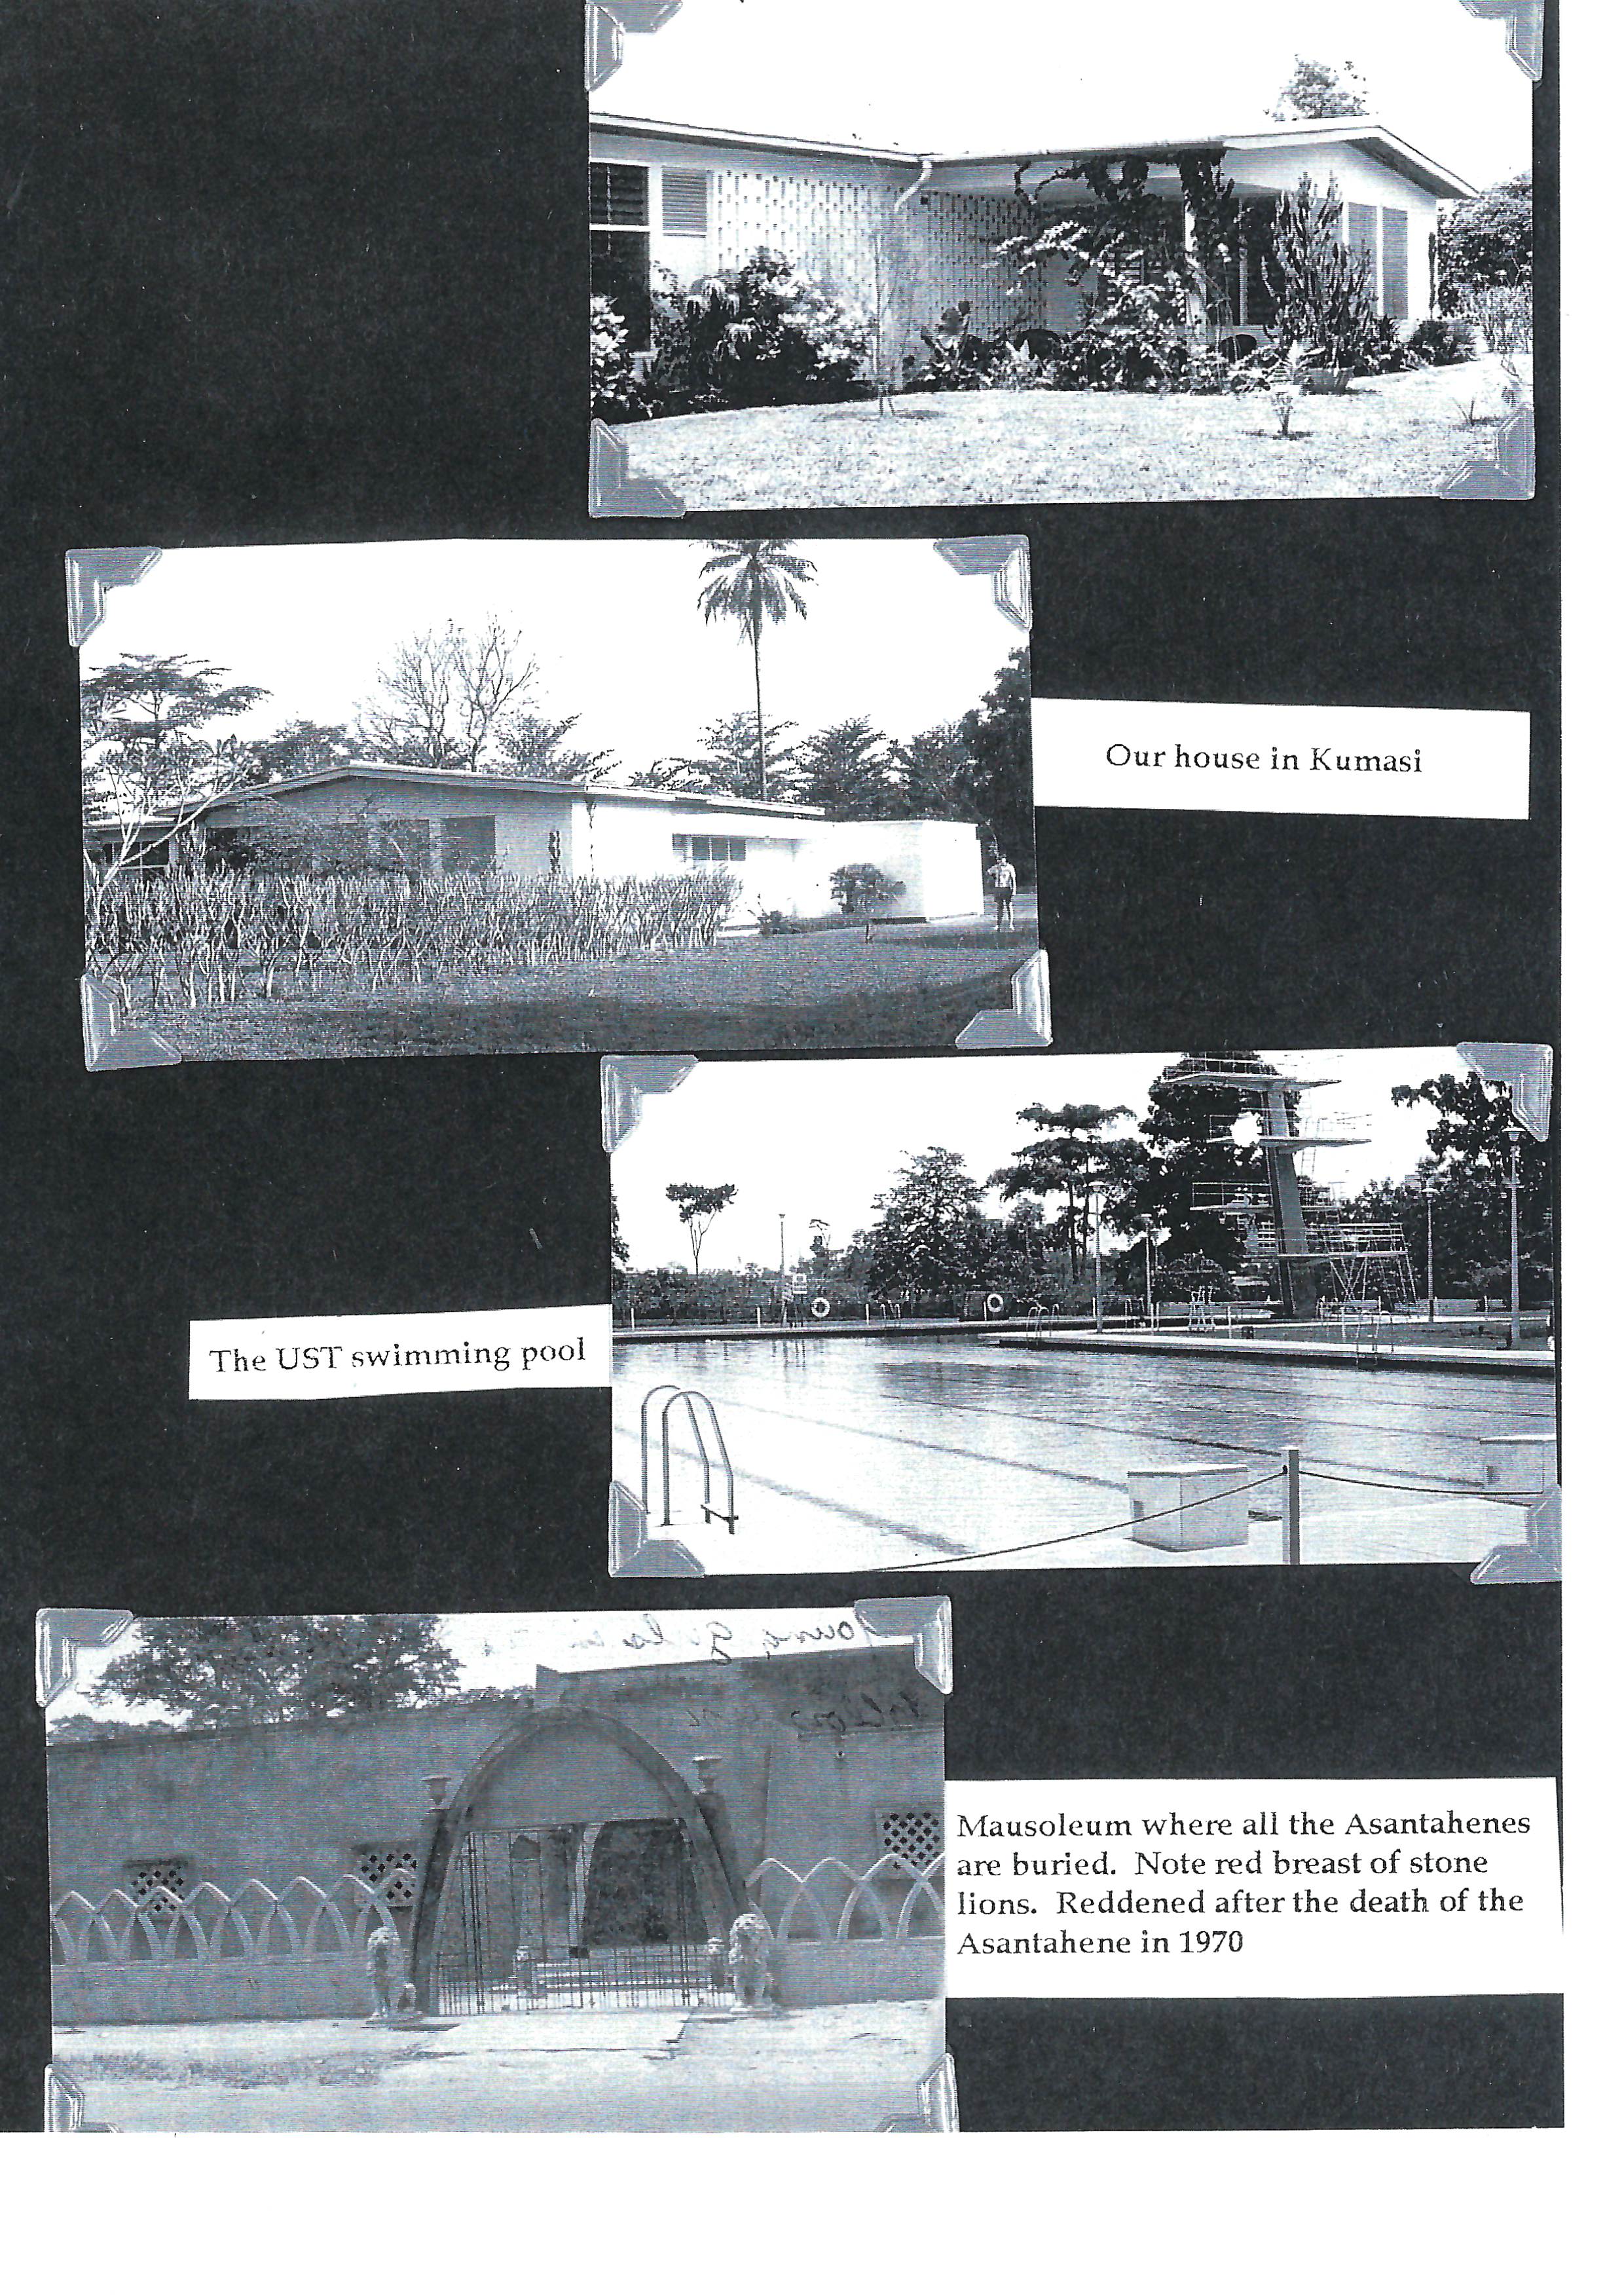 Our house in Kumasi
The UST swimming pool
Mausoleum where all the Asantahenes
are buried.  Note red breast of stone
lions.  Reddened after the death of the
Asantahene in 1970